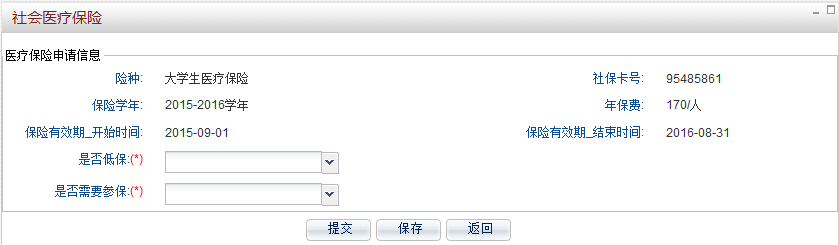 社会医疗保险
医疗保险申请信息
险种: 大学生医疗保险 社保卡号: 95485861
保险学年: 2015-2016学年 年保费: 170/人
保险有效期_开始时间: 2015-09-01 保险有效期_结束时间: 2016-08-31
是否低保:(*)
是否需要参保:(*)
提交 保存 返回